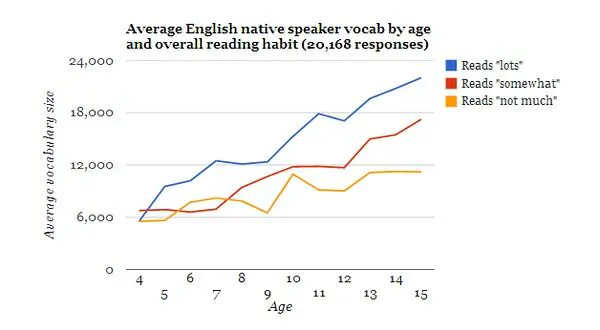 Average English native speaker vocab by age
and overall reading habit (20,168 responses)
24,000
18,000
12,000
6,000
0
Average vocabulary size
4
5
6
7
8
9
10
11
12
13
14
15
Age
Reads "lots"
Reads "somewhat"
Reads "not much"